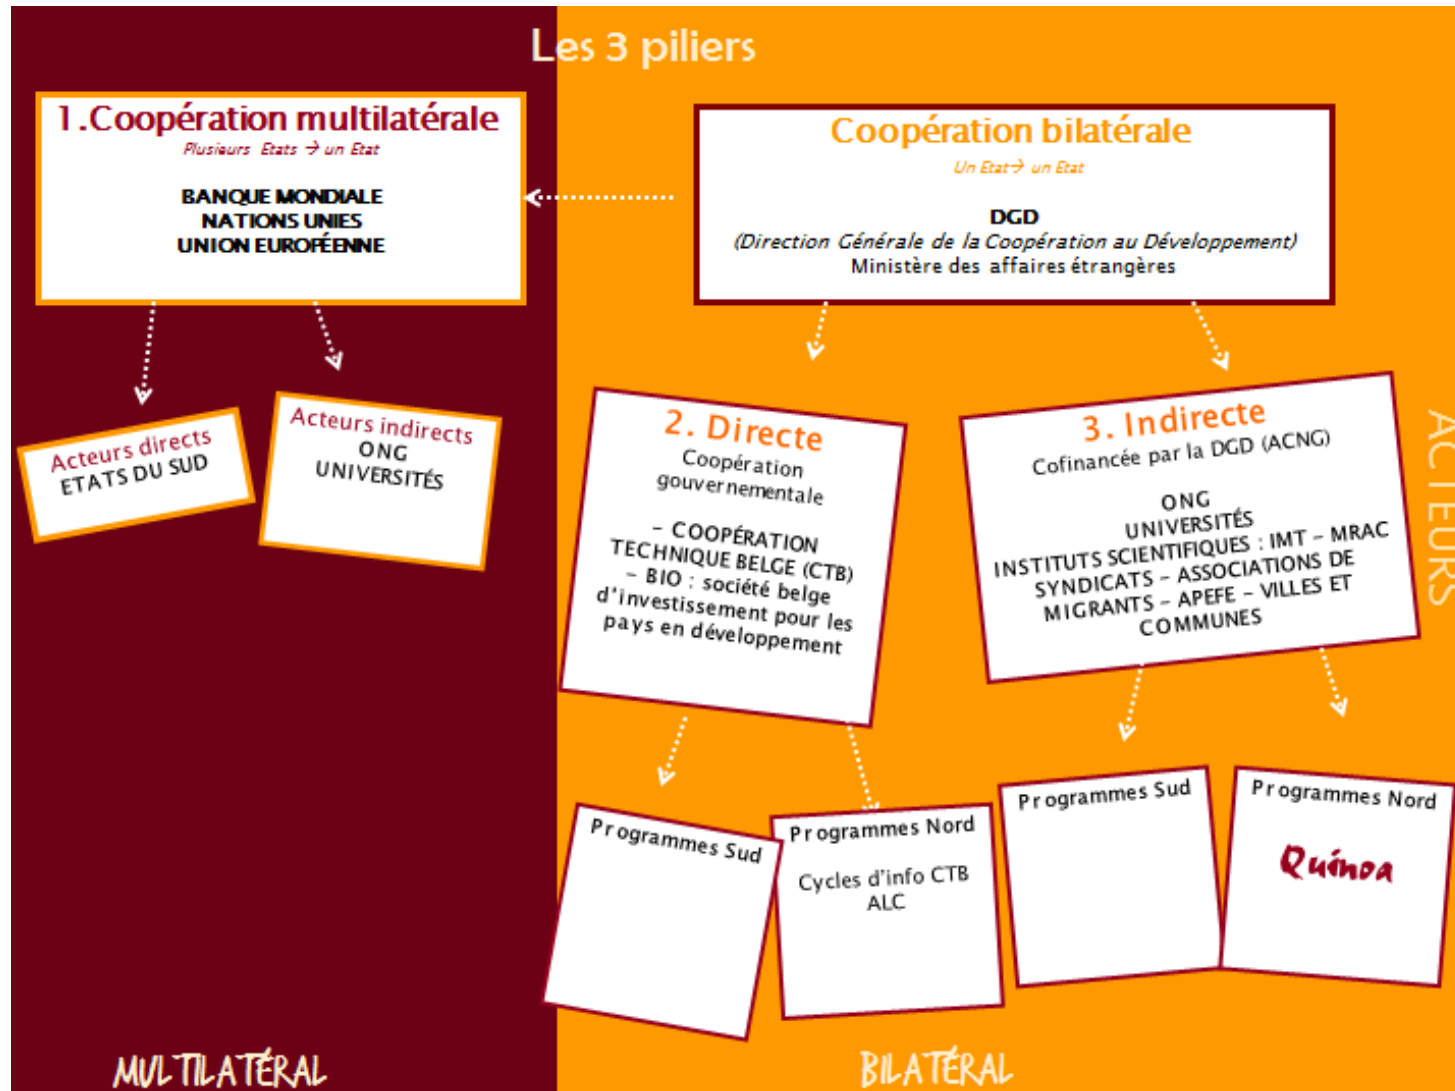 Les 3 piliers
1.Coopération multilatérale
Plusieurs Etats → un Etat
BANQUE MONDIALE
NATIONS UNIES
UNION EUROPÉENNE
Coopération bilatérale
Un Etat→ un Etat
DGD
(Direction Générale de la Coopération au Développement)
Ministère des affaires étrangères
Acteurs directs
ETATS DU SUD
Acteurs indirects
ONG
UNIVERSITÉS
2. Directe
Coopération
gouvernementale
– COOPÉRATION
TECHNIQUE BELGE (CTB)
– BIO : société belge
d'investissement pour les
pays en développement
3. Indirecte
Cofinancée par la DGD (ACNG)
ONG
UNIVERSITÉS
INSTITUTS SCIENTIFIQUES : IMT – MRAC
SYNDICATS – ASSOCIATIONS DE
MIGRANTS – APEFE – VILLES ET
COMMUNES
ACTEURS
Programmes Sud
Programmes Nord
Cycles d'info CTB
ALC
Programmes Sud
Programmes Nord
Quinoa
MULTILATÉRAL
BILATÉRAL